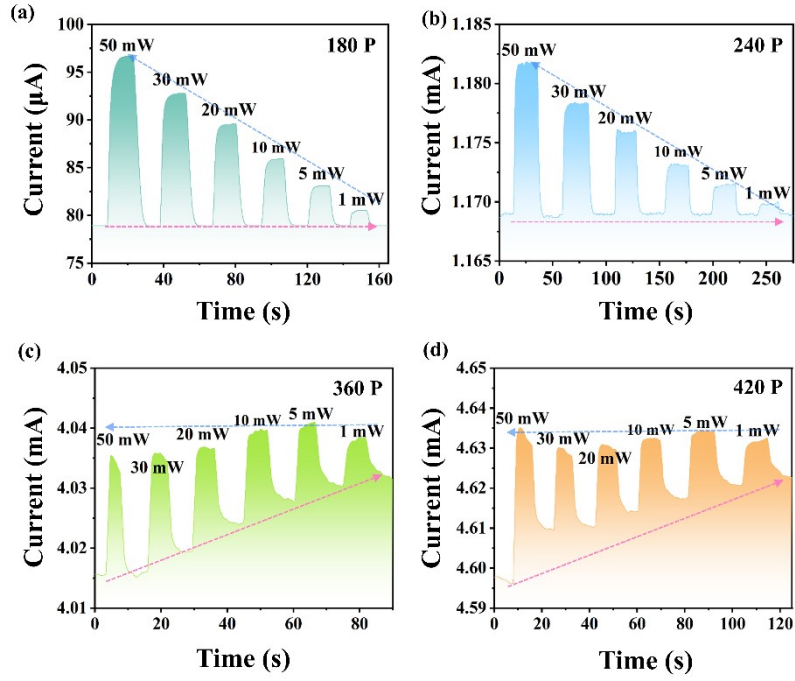 (a)
180 P
Current (μA)
100
95
90
85
80
75
50 mW
30 mW
20 mW
10 mW
5 mW
1 mW
0
40
80
120
160
Time (s)
(b)
240 P
Current (mA)
1.185
1.180
1.175
1.170
1.165
50 mW
30 mW
20 mW
10 mW
5 mW
1 mW
0
50
100
150
200
250
Time (s)
(c)
360 P
Current (mA)
4.05
4.04
4.03
4.02
4.01
50 mW
30 mW
20 mW
10 mW
5 mW
1 mW
0
20
40
60
80
Time (s)
(d)
420 P
Current (mA)
4.65
4.64
4.63
4.62
4.61
4.60
4.59
50 mW
30 mW
20 mW
10 mW
5 mW
1 mW
0
20
40
60
80
100
120
Time (s)